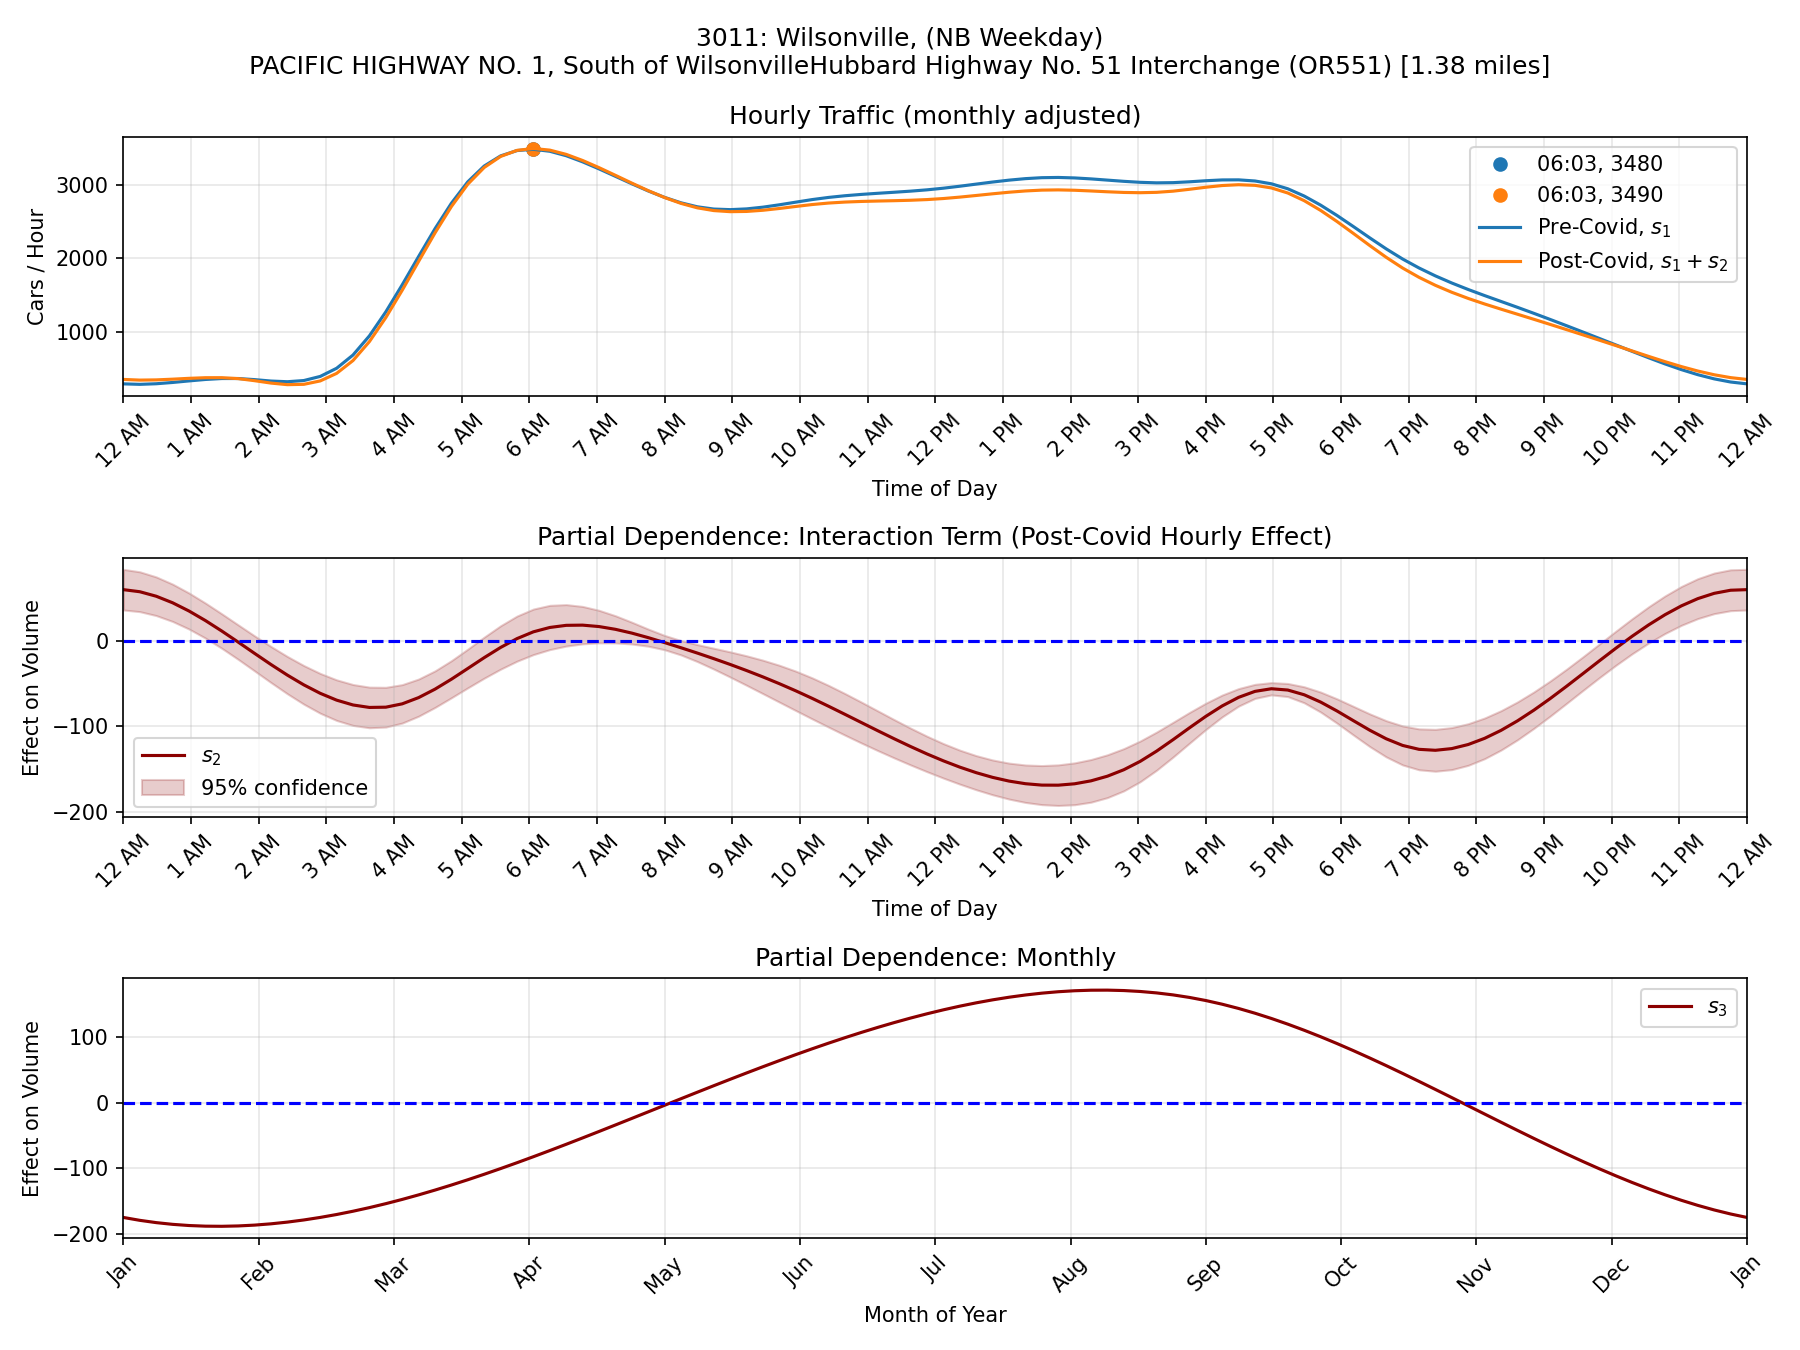 3011: Wilsonville, (NB Weekday)
PACIFIC HIGHWAY NO. 1, South of WilsonvilleHubbard Highway No. 51 Interchange (OR551) [1.38 miles]
Hourly Traffic (monthly adjusted)
Cars / Hour
3000
2000
1000
06:03, 3480
06:03, 3490
Pre-Covid, s₁
Post-Covid, s₁ + s₂
12 AM 1 AM 2 AM 3 AM 4 AM 5 AM 6 AM 7 AM 8 AM 9 AM 10 AM 11 AM 12 PM 1 PM 2 PM 3 PM 4 PM 5 PM 6 PM 7 PM 8 PM 9 PM 10 PM 11 PM 12 AM
Time of Day
Partial Dependence: Interaction Term (Post-Covid Hourly Effect)
Effect on Volume
0
−100
−200
s₂
95% confidence
12 AM 1 AM 2 AM 3 AM 4 AM 5 AM 6 AM 7 AM 8 AM 9 AM 10 AM 11 AM 12 PM 1 PM 2 PM 3 PM 4 PM 5 PM 6 PM 7 PM 8 PM 9 PM 10 PM 11 PM 12 AM
Time of Day
Partial Dependence: Monthly
Effect on Volume
100
0
−100
−200
s₃
Jan Feb Mar Apr May Jun Jul Aug Sep Oct Nov Dec Jan
Month of Year